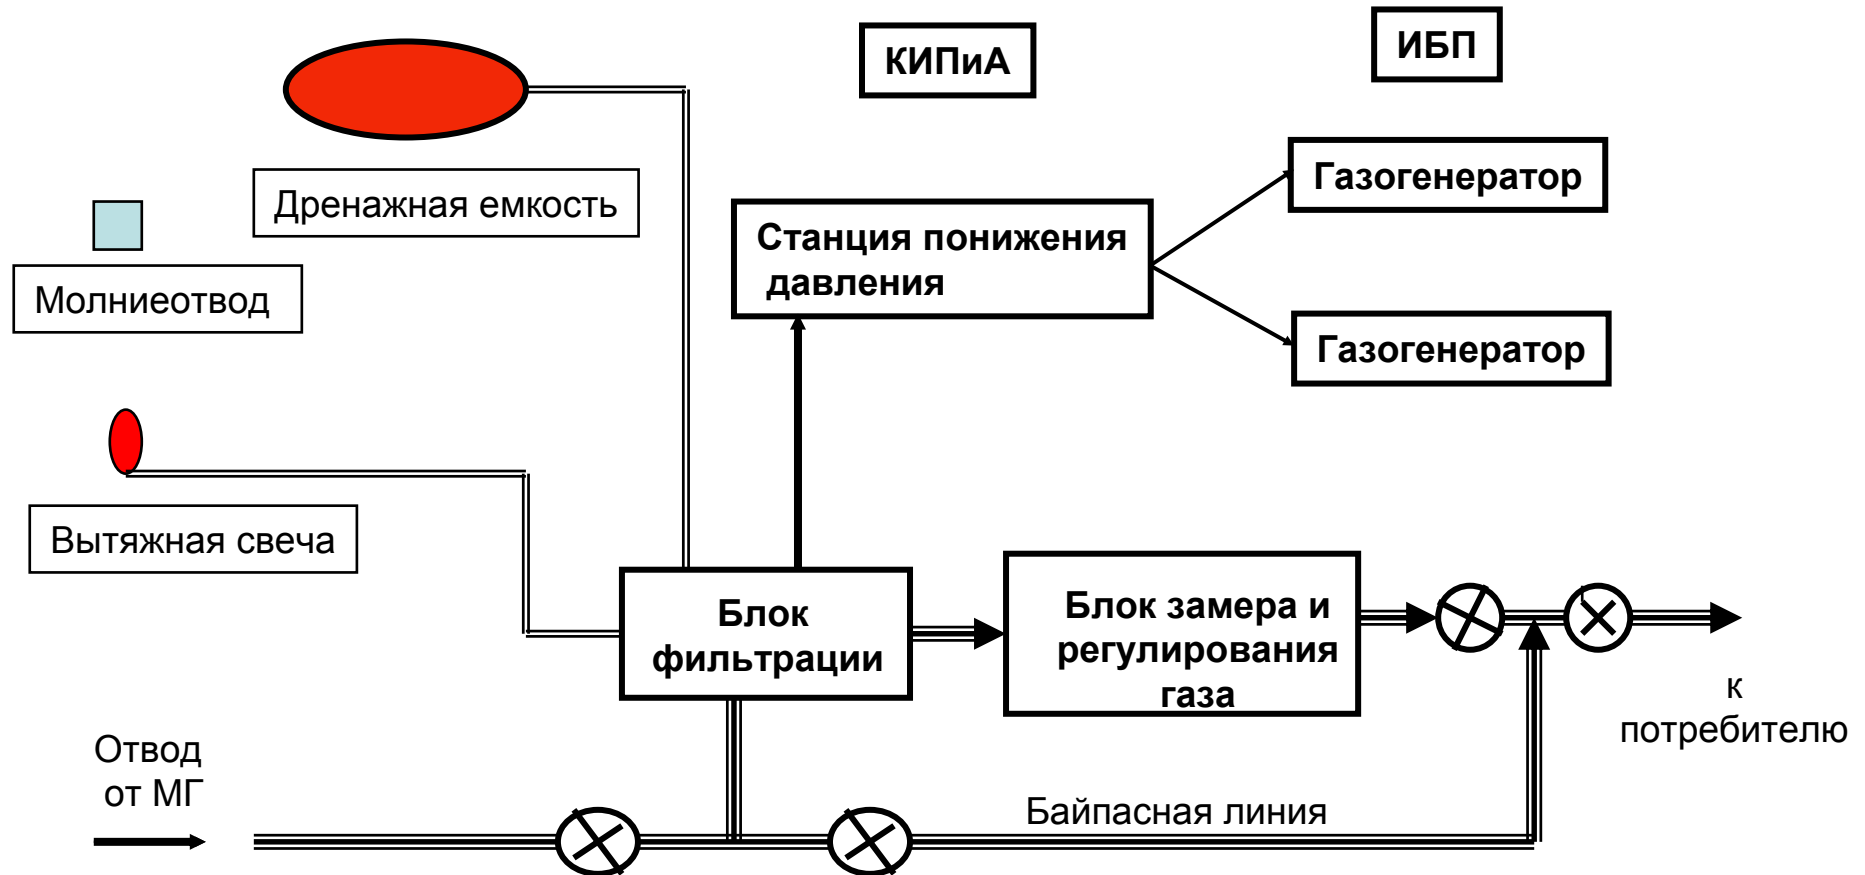 КИПиА
ИБП
Дренажная емкость
Газогенератор
Станция понижения
давления
Молниеотвод
Газогенератор
Вытяжная свеча
Блок
фильтрации
Блок замера и
регулирования
газа
к
потребителю
Отвод
от МГ
Байпасная линия